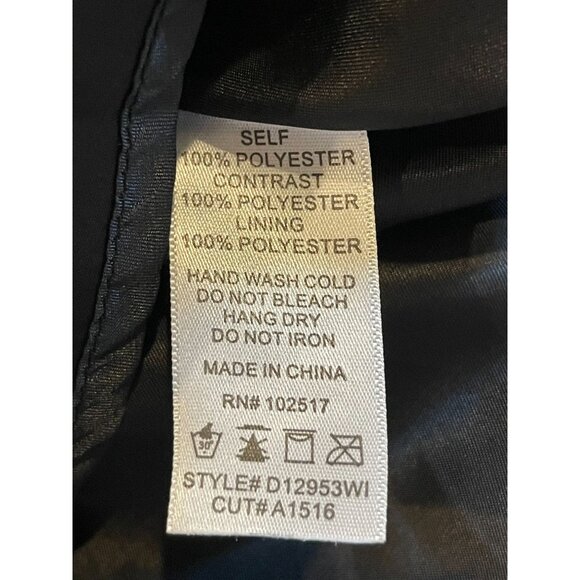 SELF
100% POLYESTER
CONTRAST
100% POLYESTER
LINING
100% POLYESTER
HAND WASH COLD
DO NOT BLEACH
HANG DRY
DO NOT IRON
MADE IN CHINA
RN# 102517
30°
STYLE# D12953WI
CUT# A1516